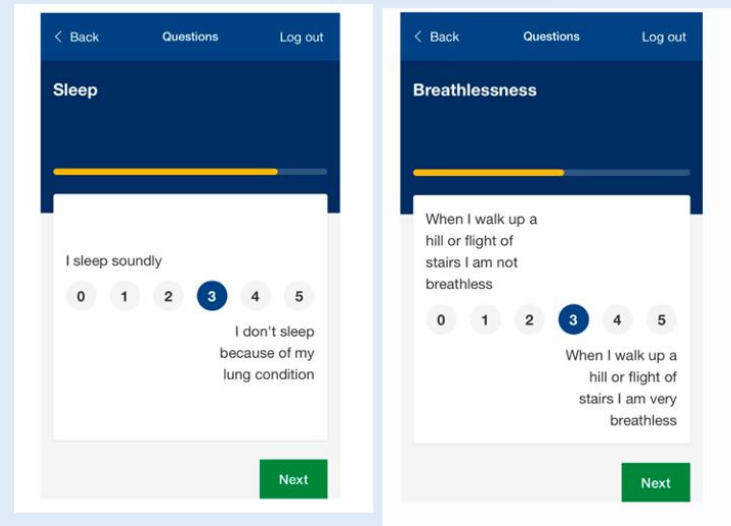 < Back Questions Log out
Sleep
I sleep soundly
0 1 2 3 4 5
I don't sleep
because of my
lung condition
Next
< Back Questions Log out
Breathlessness
When I walk up a
hill or flight of
stairs I am not
breathless
0 1 2 3 4 5
When I walk up a
hill or flight of
stairs I am very
breathless
Next